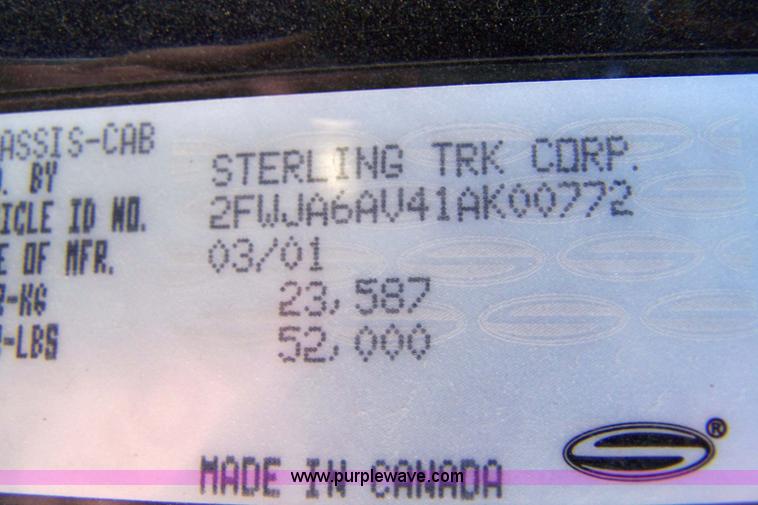 ASSIS-CAB
D. BY STERLING TRK CORP.
ICLE ID NO. 2FWJA6AV41AK00772
E OF MFR. 03/01
R-KG 23,587
R-LBS 52,000
®
MADE IN CANADA
www.purplewave.com